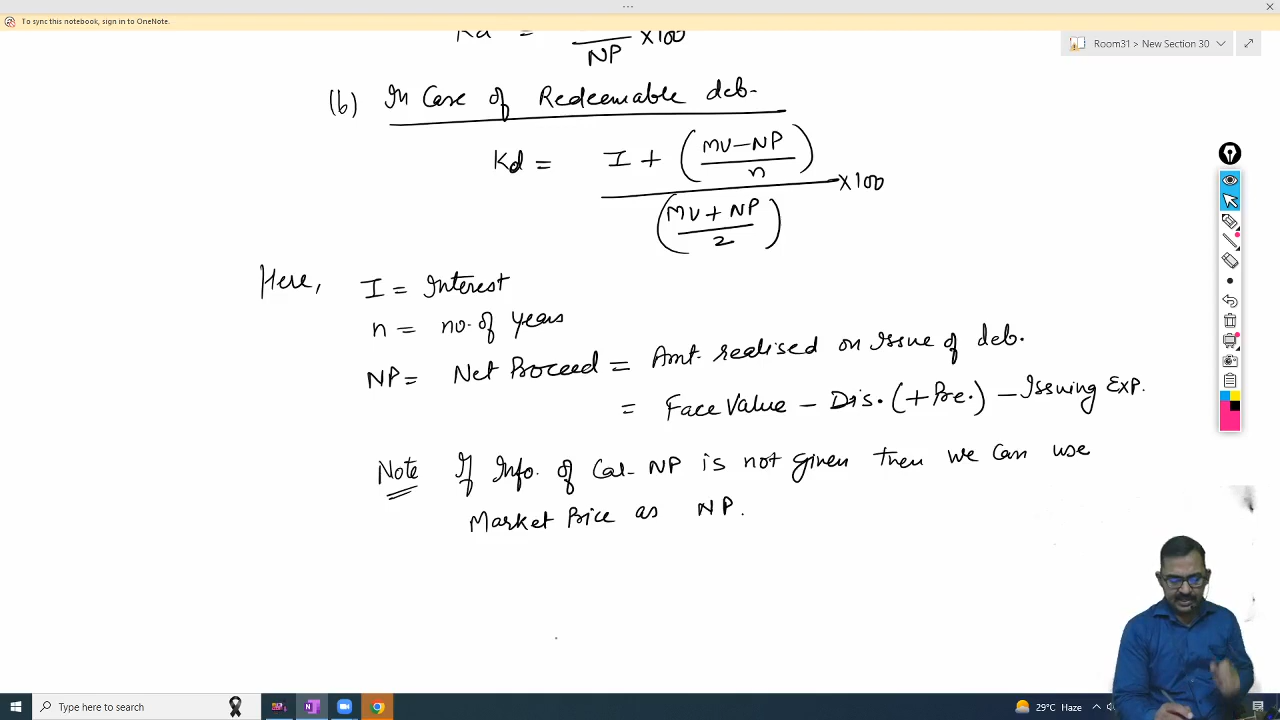 To sync this notebook, sign in to OneNote.
Room31 > New Section 30
Kd =
NP ×100
(b) In Case of Redeemable deb.
Kd = I + (MV-NP / n)
×100
(MV + NP / 2)
Here, I = Interest
n = no. of years
NP = Net Proceed = Amt. realised on Issue of deb.
= Face Value - Dis. (+Pre.) - Issuing Exp.
Note If Info. of Cal. NP is not given then we can use
Market Price as NP.
Type here to search
29°C Haze